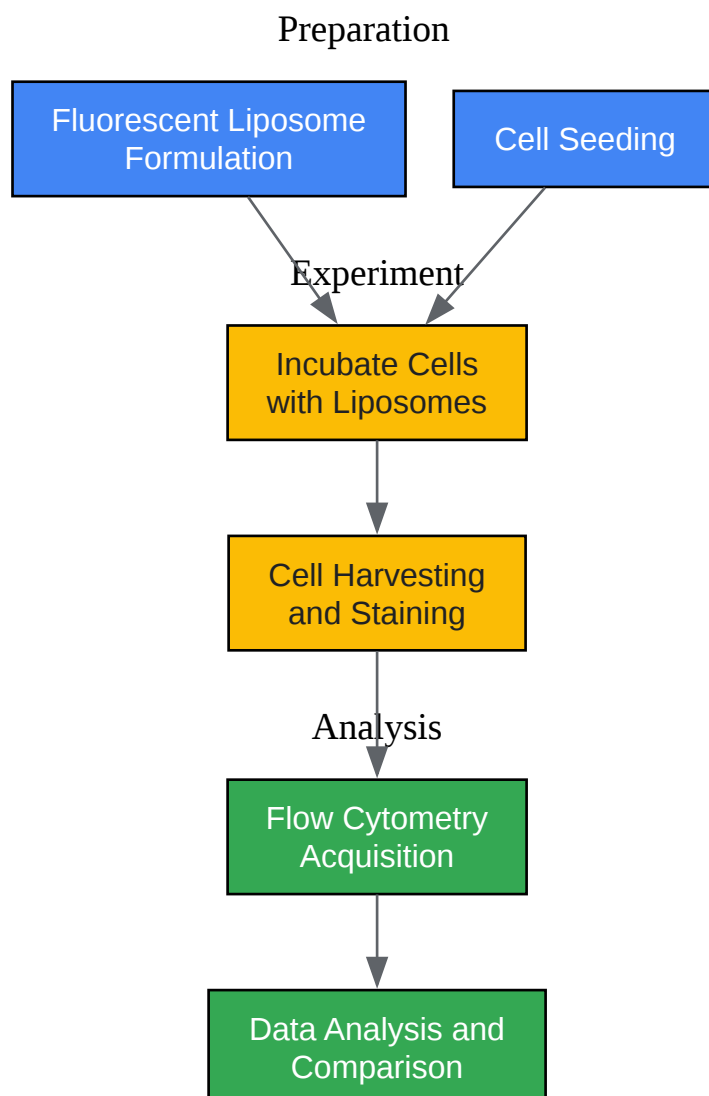 Preparation
Fluorescent Liposome
Formulation
Cell Seeding
Experiment
Incubate Cells
with Liposomes
Cell Harvesting
and Staining
Analysis
Flow Cytometry
Acquisition
Data Analysis and
Comparison